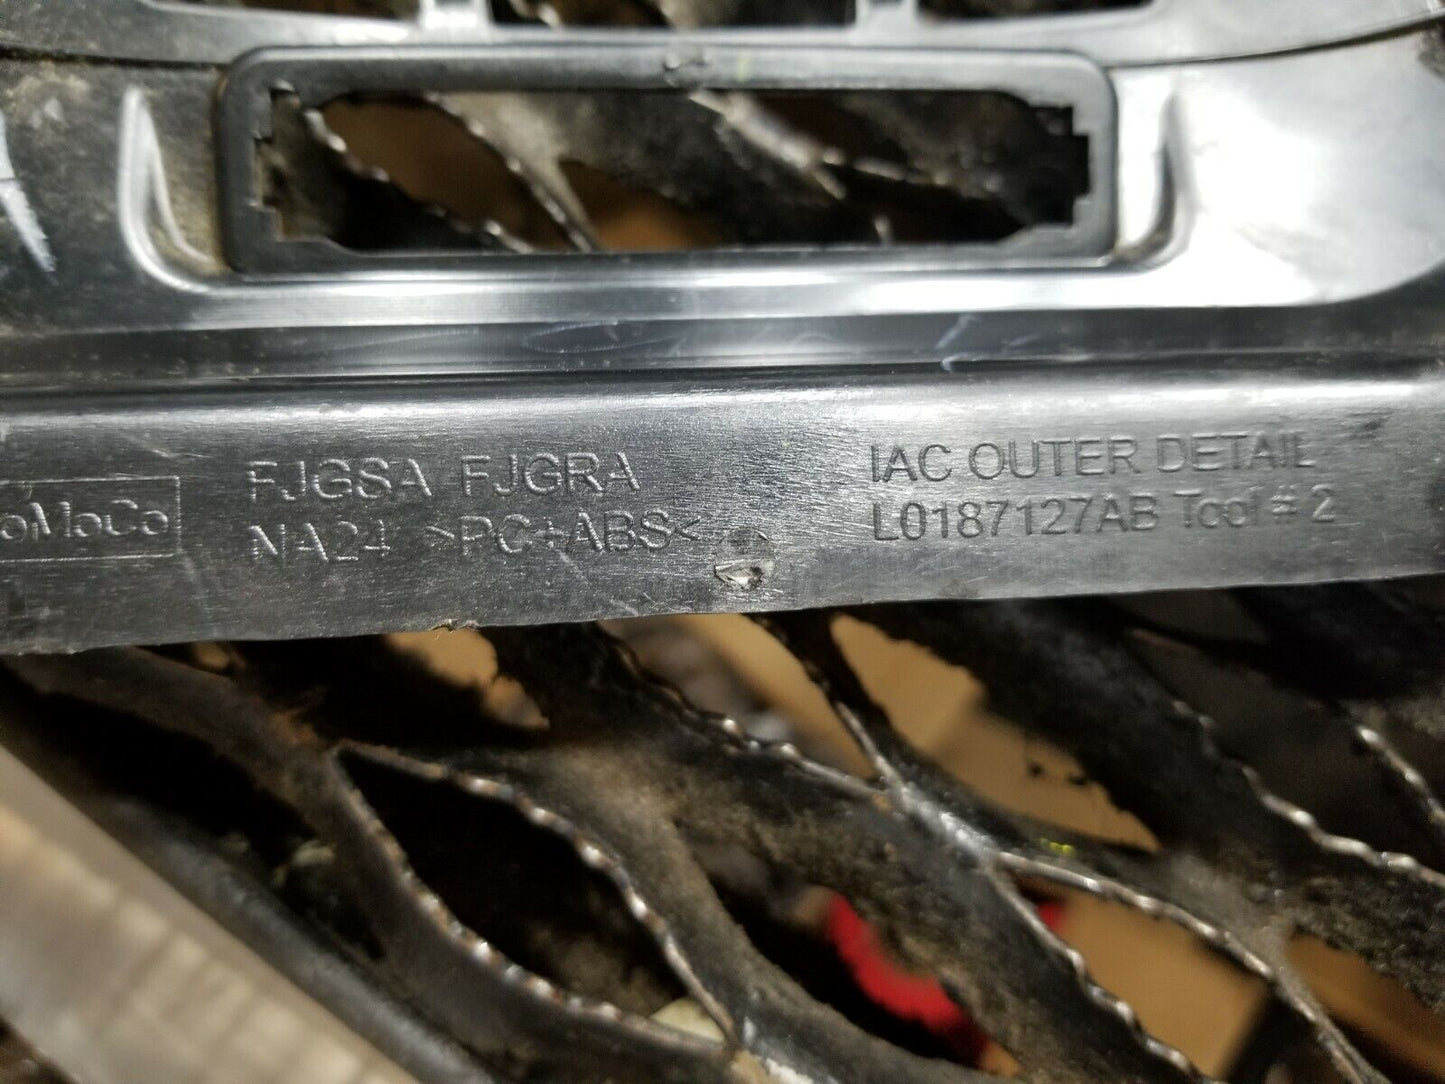 FJGSA FJGRA
NA24 >PC+ABS<
oMoCo
IAC OUTER DETAIL
L0187127AB Tool # 2